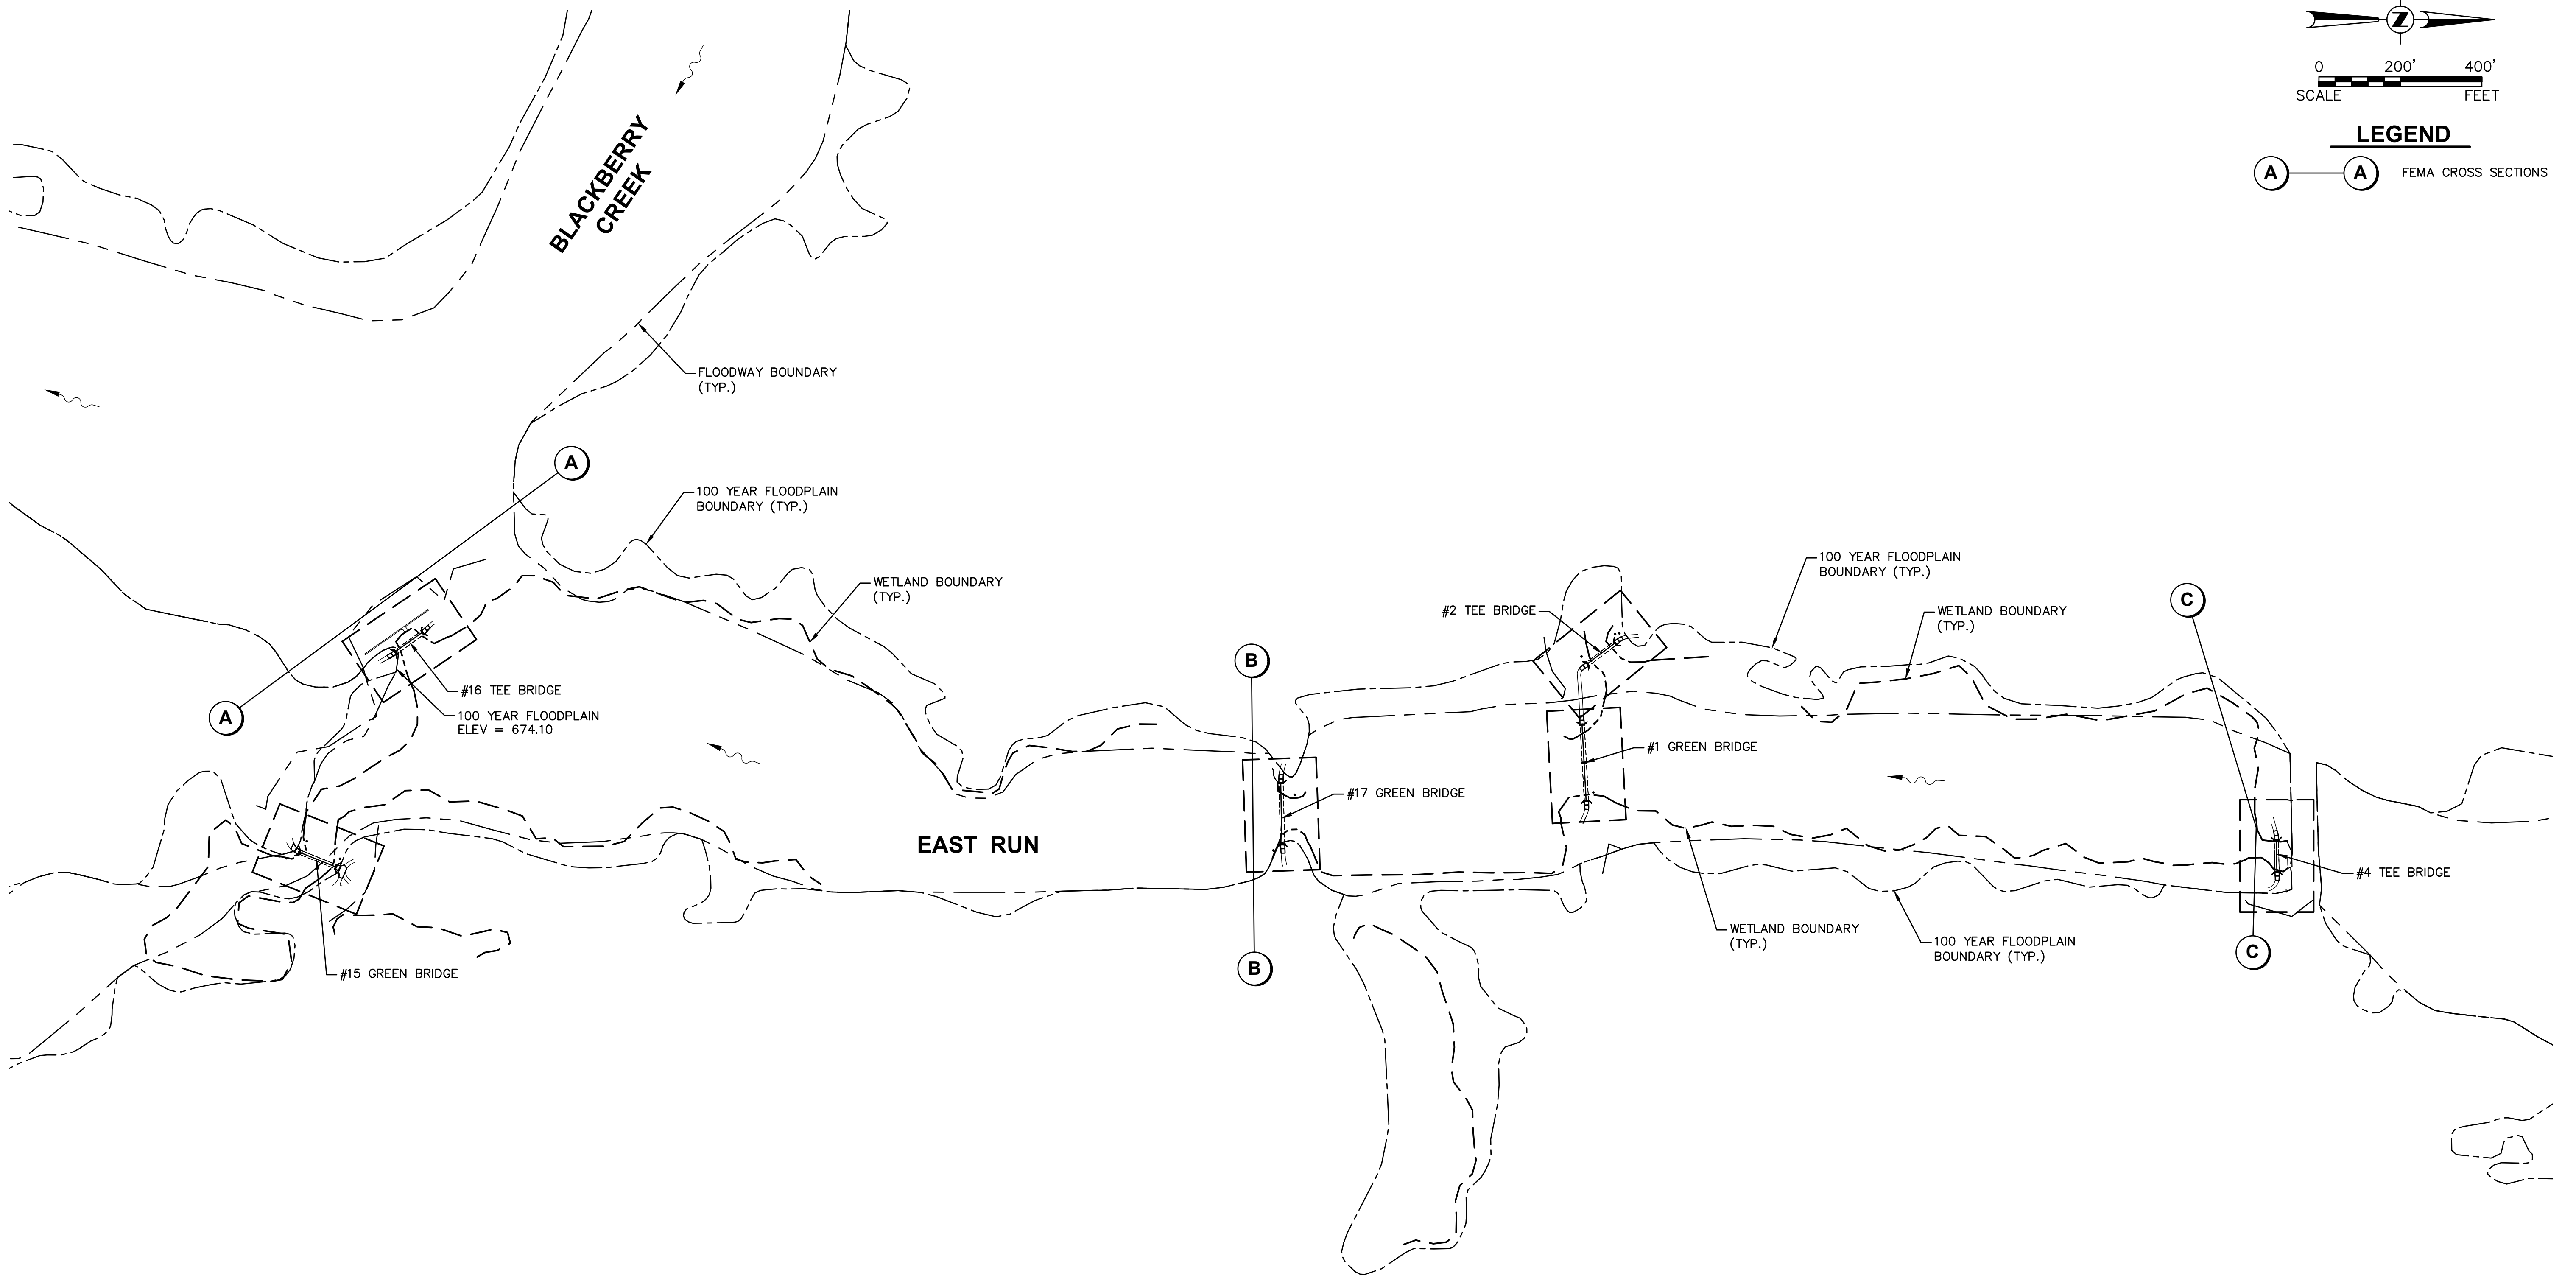 Z
0 200' 400'
SCALE FEET
LEGEND
A A FEMA CROSS SECTIONS
BLACKBERRY
CREEK
FLOODWAY BOUNDARY
(TYP.)
A
100 YEAR FLOODPLAIN
BOUNDARY (TYP.)
WETLAND BOUNDARY
(TYP.)
#16 TEE BRIDGE
A
100 YEAR FLOODPLAIN
ELEV = 674.10
#15 GREEN BRIDGE
EAST RUN
B
#17 GREEN BRIDGE
B
#2 TEE BRIDGE
#1 GREEN BRIDGE
100 YEAR FLOODPLAIN
BOUNDARY (TYP.)
WETLAND BOUNDARY
(TYP.)
C
#4 TEE BRIDGE
WETLAND BOUNDARY
(TYP.)
100 YEAR FLOODPLAIN
BOUNDARY (TYP.)
C